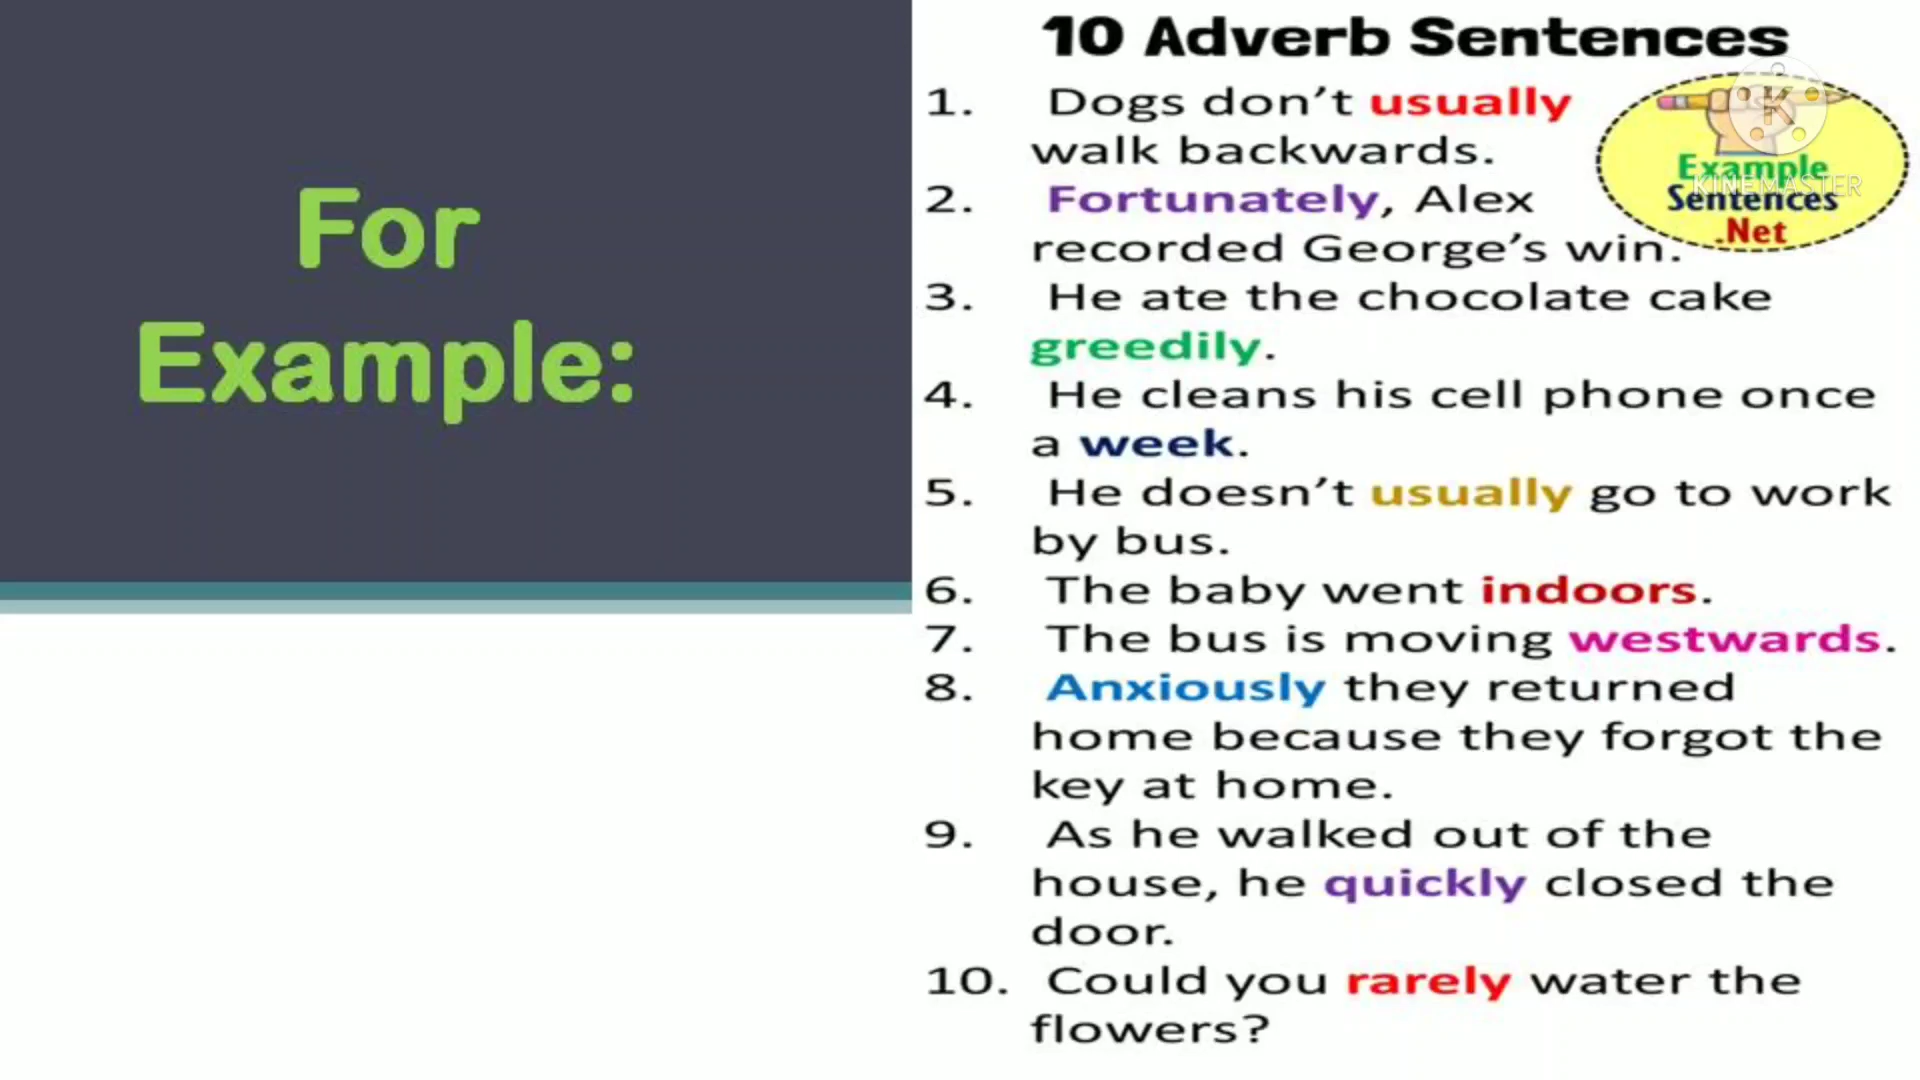 For
Example:
10 Adverb Sentences
1. Dogs don’t usually
walk backwards.
2. Fortunately, Alex
recorded George’s win.
3. He ate the chocolate cake
greedily.
4. He cleans his cell phone once
a week.
5. He doesn’t usually go to work
by bus.
6. The baby went indoors.
7. The bus is moving westwards.
8. Anxiously they returned
home because they forgot the
key at home.
9. As he walked out of the
house, he quickly closed the
door.
10. Could you rarely water the
flowers?
K
Example
KINEMASTER
Sentences
.Net